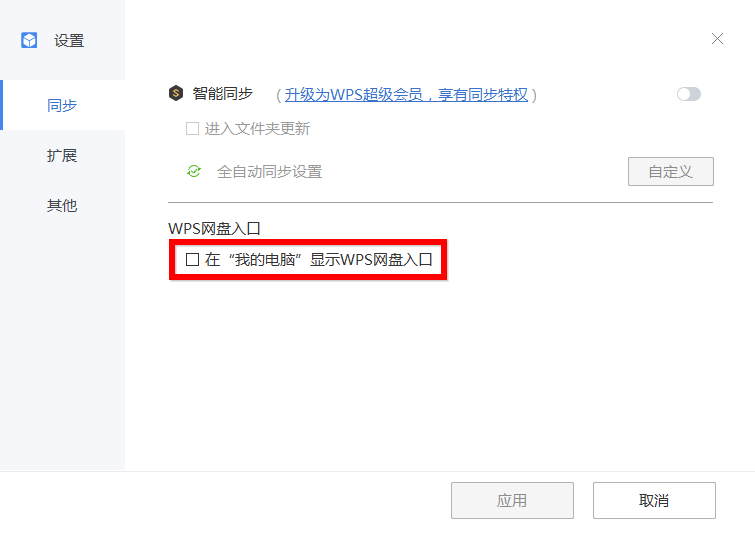 设置
同步
扩展
其他
智能同步 （升级为WPS超级会员，享有同步特权）
进入文件夹更新
全自动同步设置 自定义
WPS网盘入口
在“我的电脑”显示WPS网盘入口
应用 取消